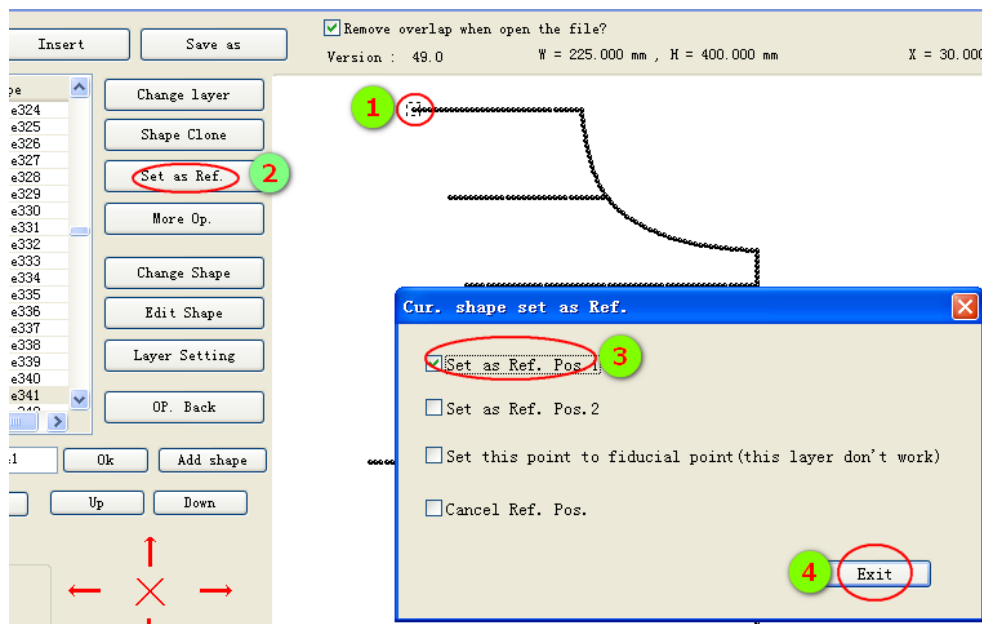 Insert
Save as
Remove overlap when open the file?
Version : 49.0
W = 225.000 mm , H = 400.000 mm
X = 30.000
pe
e324
e325
e326
e327
e328
e329
e330
e331
e332
e333
e334
e335
e336
e337
e338
e339
e340
e341
Change layer
Shape Clone
Set as Ref.
More Op.
Change Shape
Edit Shape
Layer Setting
OP. Back
1
2
Cur. shape set as Ref.
Set as Ref. Pos.1
3
Set as Ref. Pos.2
Set this point to fiducial point(this layer don't work)
Cancel Ref. Pos.
4
Exit
Ok
Add shape
Up
Down